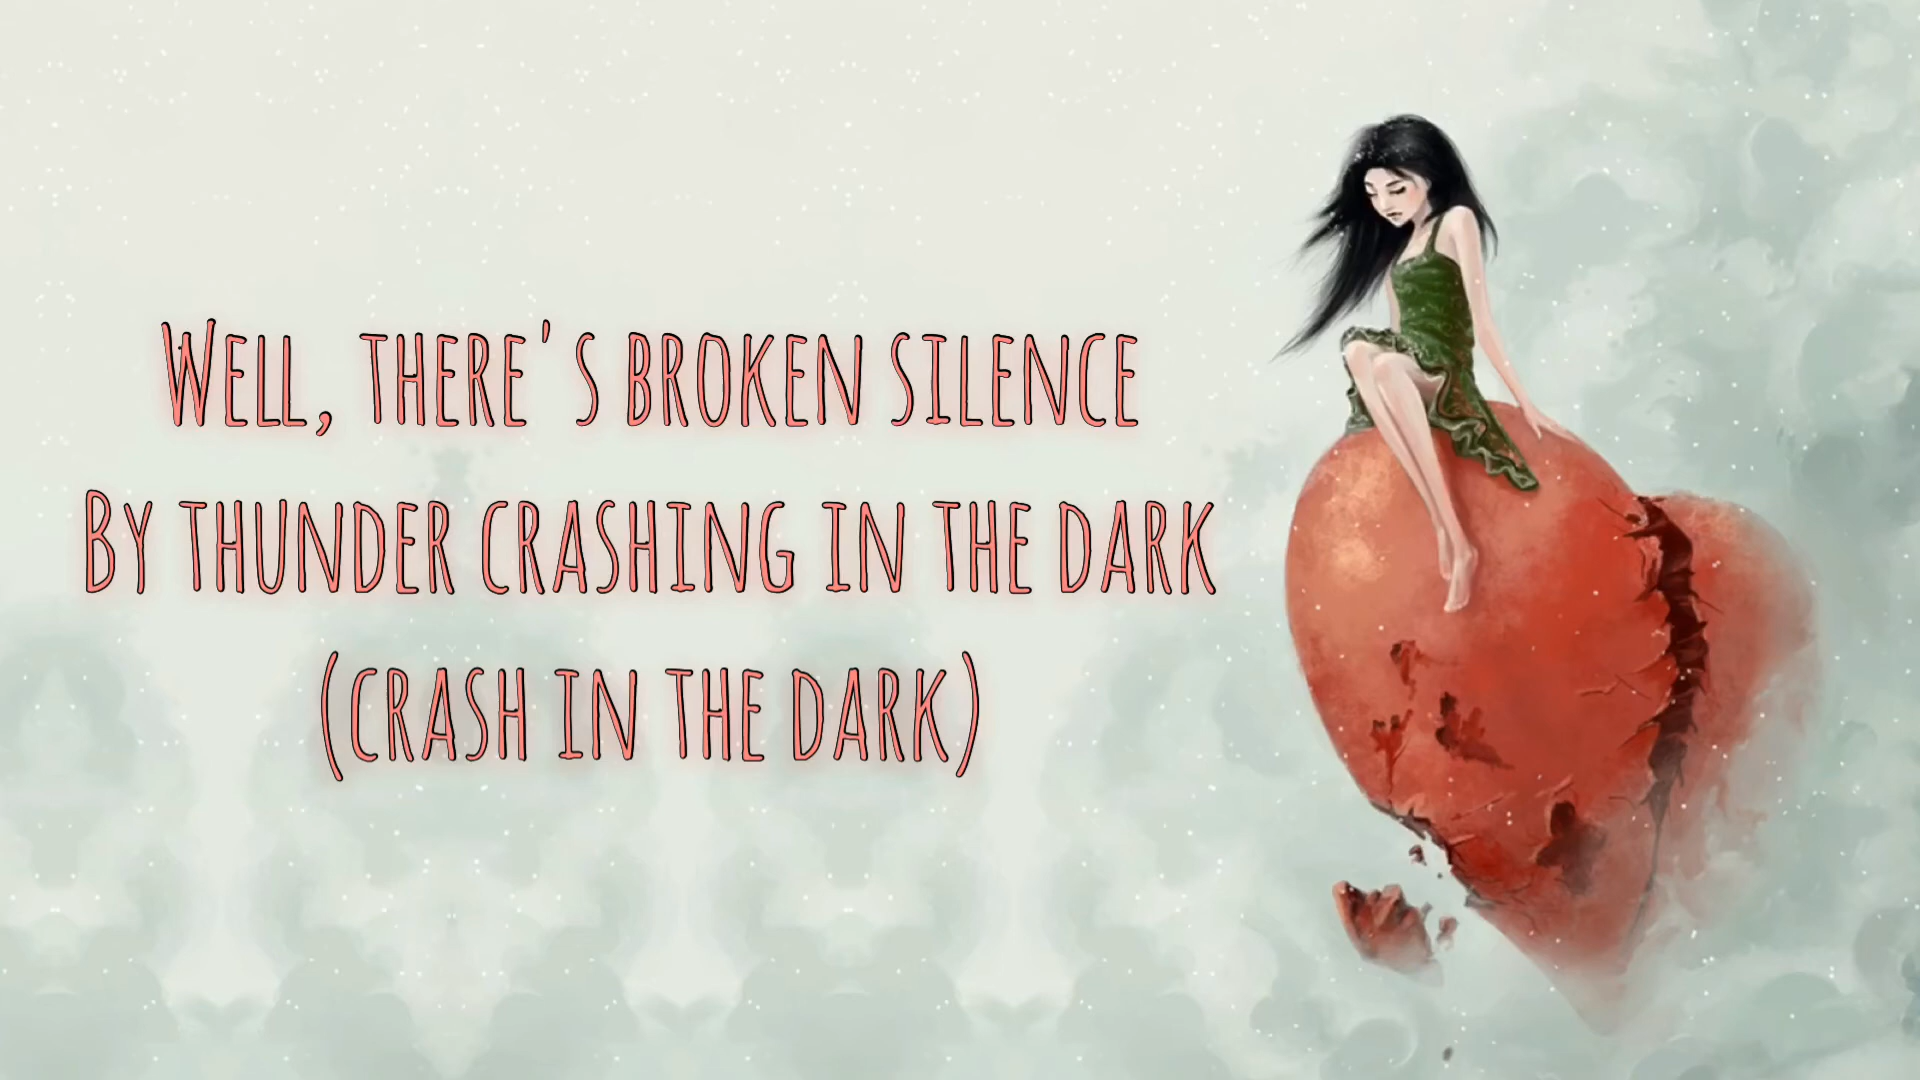 Well, there's broken silence
By thunder crashing in the dark
(crash in the dark)